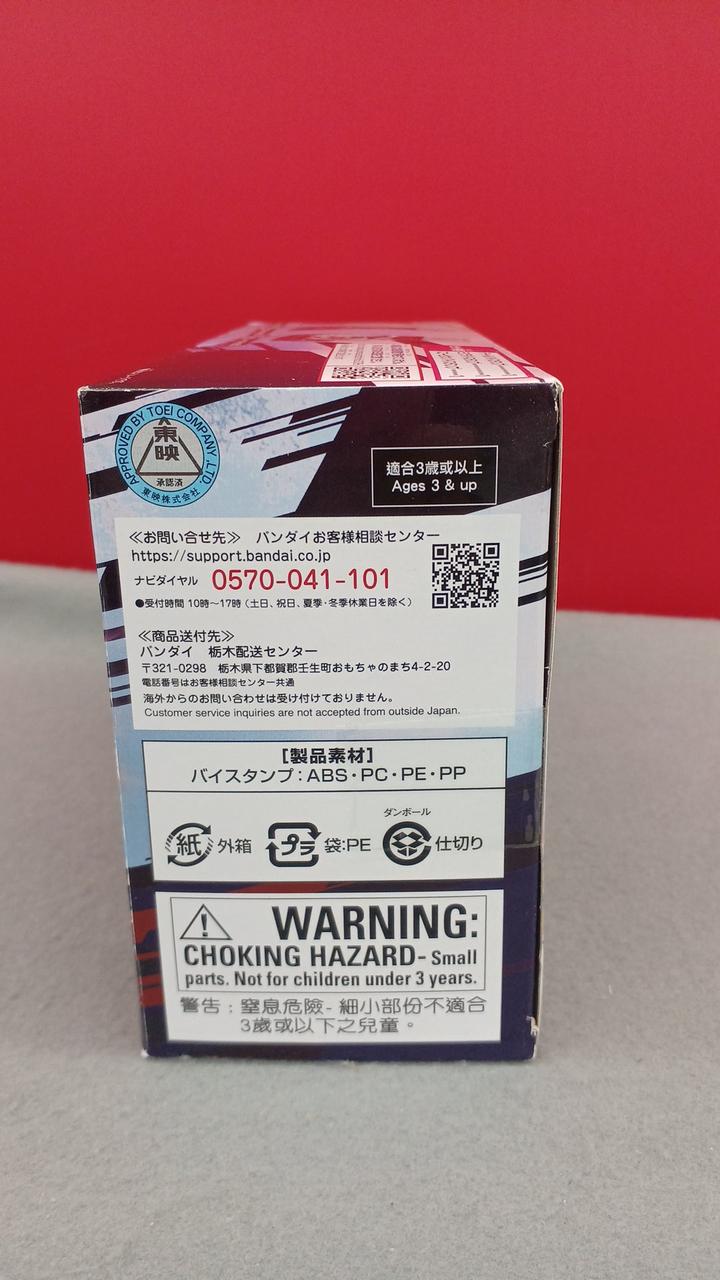 APPROVED BY TOEI COMPANY, LTD.
東映
承認済
東映株式会社
適合3歳或以上
Ages 3 & up
≪お問い合せ先≫ バンダイお客様相談センター
https://support.bandai.co.jp
ナビダイヤル 0570-041-101
●受付時間 10時～17時（土日、祝日、夏季・冬季休業日を除く）
≪商品送付先≫
バンダイ 栃木配送センター
〒321-0298 栃木県下都賀郡壬生町おもちゃのまち4-2-20
電話番号はお客様相談センター共通
海外からのお問い合わせは受け付けておりません。
Customer service inquiries are not accepted from outside Japan.
［製品素材］
バイスタンプ：ABS・PC・PE・PP
ダンボール
紙 外箱 プラ 袋:PE 仕切り
WARNING:
CHOKING HAZARD- Small
parts. Not for children under 3 years.
警告：窒息危険- 細小部份不適合
3歲或以下之兒童。